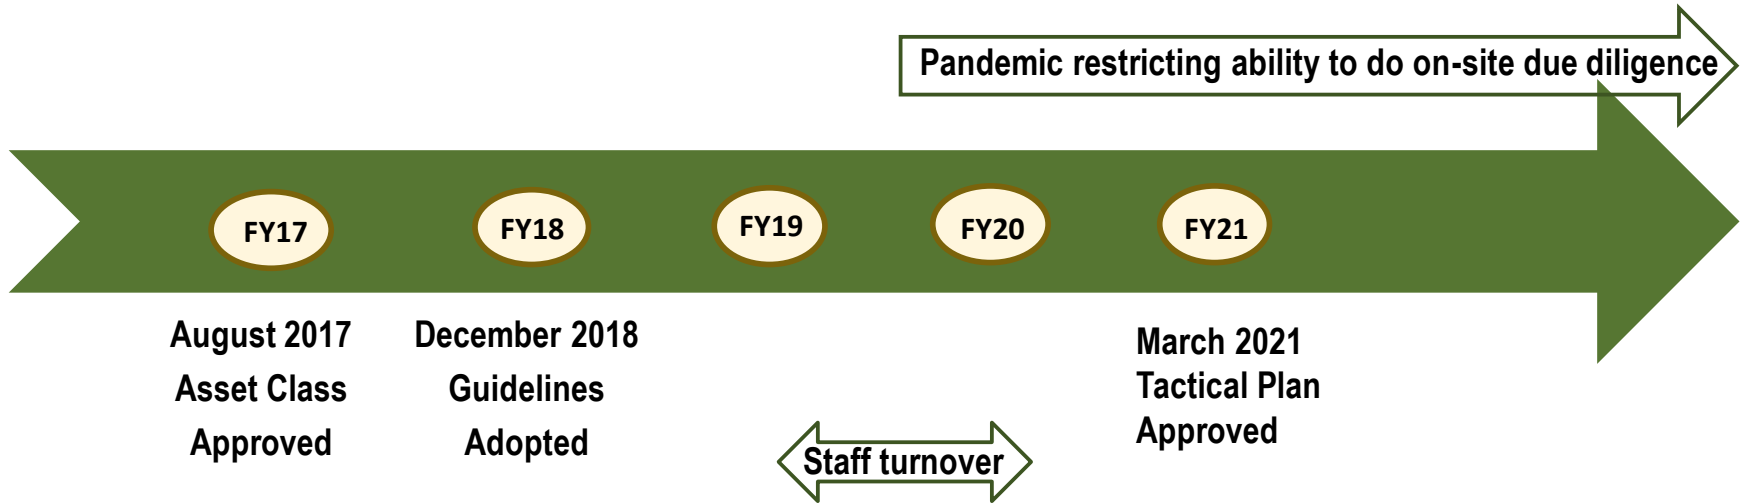 Pandemic restricting ability to do on-site due diligence
FY17
FY18
FY19
FY20
FY21
August 2017
Asset Class
Approved
December 2018
Guidelines
Adopted
March 2021
Tactical Plan
Approved
Staff turnover